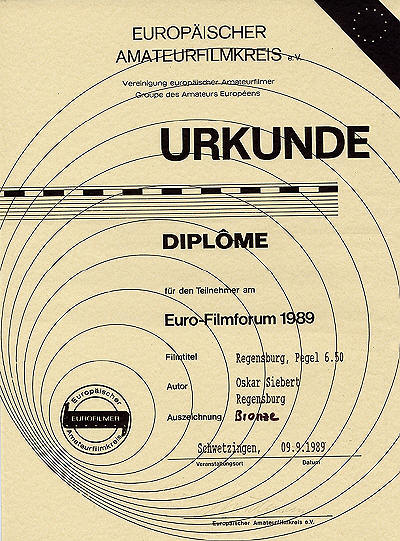 EUROPÄISCHER
AMATEURFILMKREIS e.V.
Vereinigung europäischer Amateurfilmer
Groupe des Amateurs Européens
URKUNDE
DIPLÔME
für den Teilnehmer am
Euro-Filmforum 1989
Filmtitel Regensburg, Pegel 6.50
Autor Oskar Siebert
Regensburg
Auszeichnung Bronze
Europäischer
EUROFILMER
Amateurfilmkreis
Schwetzingen, 09.9.1989
Veranstaltungsort Datum
Europäischer Amateurfilmkreis e.V.